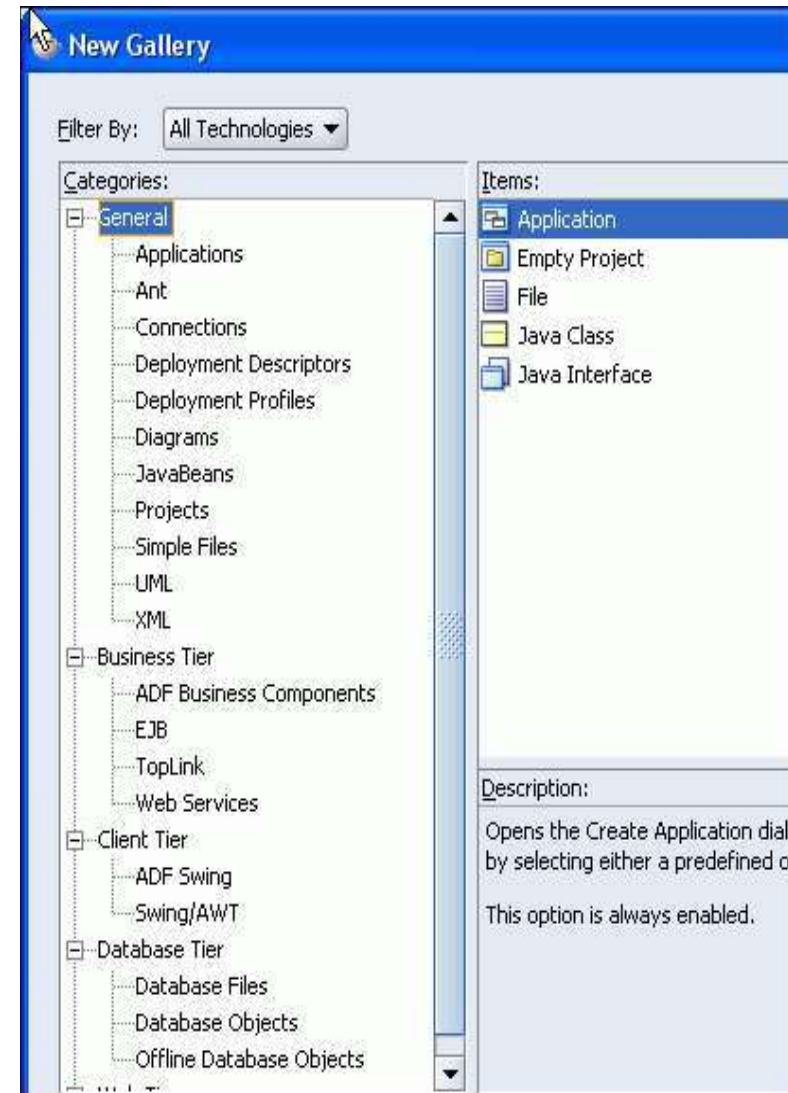 New Gallery
Filter By: All Technologies
Categories:
General
Applications
Ant
Connections
Deployment Descriptors
Deployment Profiles
Diagrams
JavaBeans
Projects
Simple Files
UML
XML
Business Tier
ADF Business Components
EJB
TopLink
Web Services
Client Tier
ADF Swing
Swing/AWT
Database Tier
Database Files
Database Objects
Offline Database Objects
Items:
Application
Empty Project
File
Java Class
Java Interface
Description:
Opens the Create Application dial
by selecting either a predefined o
This option is always enabled.